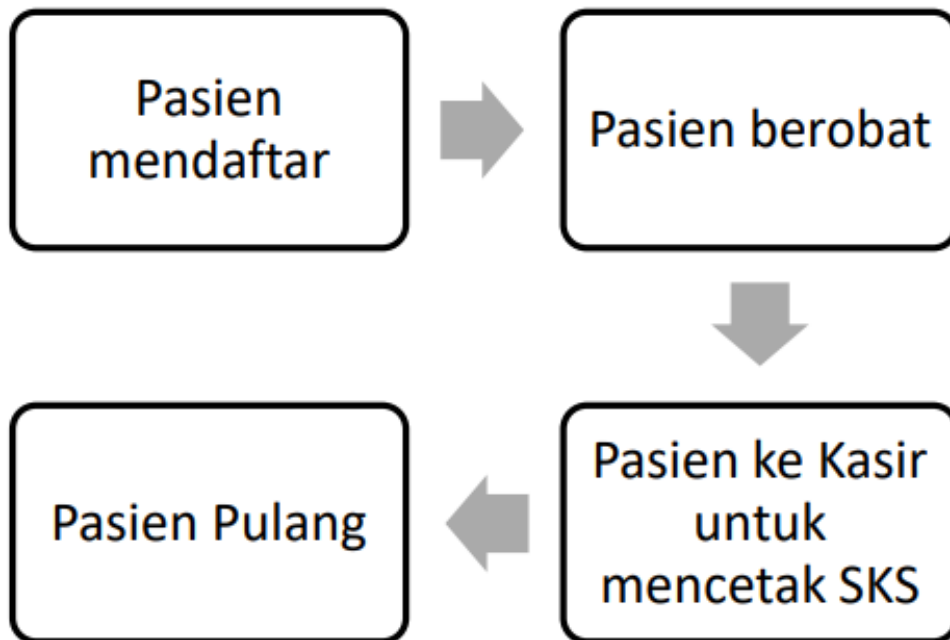 Pasien
mendaftar
Pasien berobat
Pasien ke Kasir
untuk
mencetak SKS
Pasien Pulang